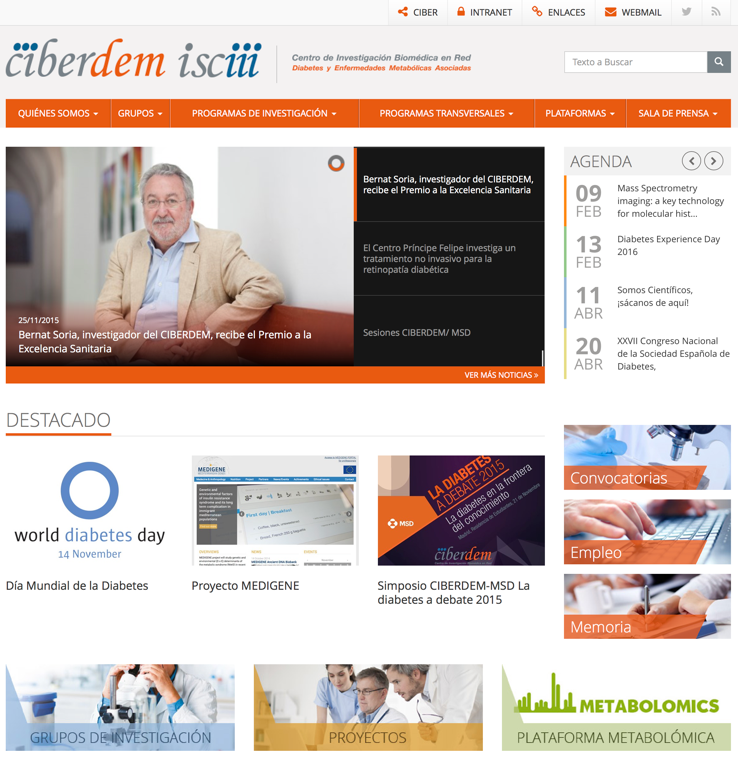 CIBER
INTRANET
ENLACES
WEBMAIL
ciberdem isciii
Centro de Investigación Biomédica en Red
Diabetes y Enfermedades Metabólicas Asociadas
Texto a Buscar
QUIÉNES SOMOS
GRUPOS
PROGRAMAS DE INVESTIGACIÓN
PROGRAMAS TRANSVERSALES
PLATAFORMAS
SALA DE PRENSA
25/11/2015
Bernat Soria, investigador del CIBERDEM, recibe el Premio a la
Excelencia Sanitaria
Bernat Soria, investigador del CIBERDEM,
recibe el Premio a la Excelencia Sanitaria
El Centro Príncipe Felipe investiga un
tratamiento no invasivo para la
retinopatía diabética
Sesiones CIBERDEM/ MSD
VER MÁS NOTICIAS »
AGENDA
09
FEB
Mass Spectrometry
imaging: a key technology
for molecular hist...
13
FEB
Diabetes Experience Day
2016
11
ABR
Somos Científicos,
¡sácanos de aquí!
20
ABR
XXVII Congreso Nacional
de la Sociedad Española de
Diabetes,
DESTACADO
world diabetes day
14 November
Día Mundial de la Diabetes
MEDIGENE
First day | Breakfast
Proyecto MEDIGENE
LA DIABETES
A DEBATE 2015
La diabetes en la frontera
del conocimiento
MSD
ciberdem
Simposio CIBERDEM-MSD La
diabetes a debate 2015
Convocatorias
Empleo
Memoria
GRUPOS DE INVESTIGACIÓN
PROYECTOS
METABOLOMICS
PLATAFORMA METABOLÓMICA